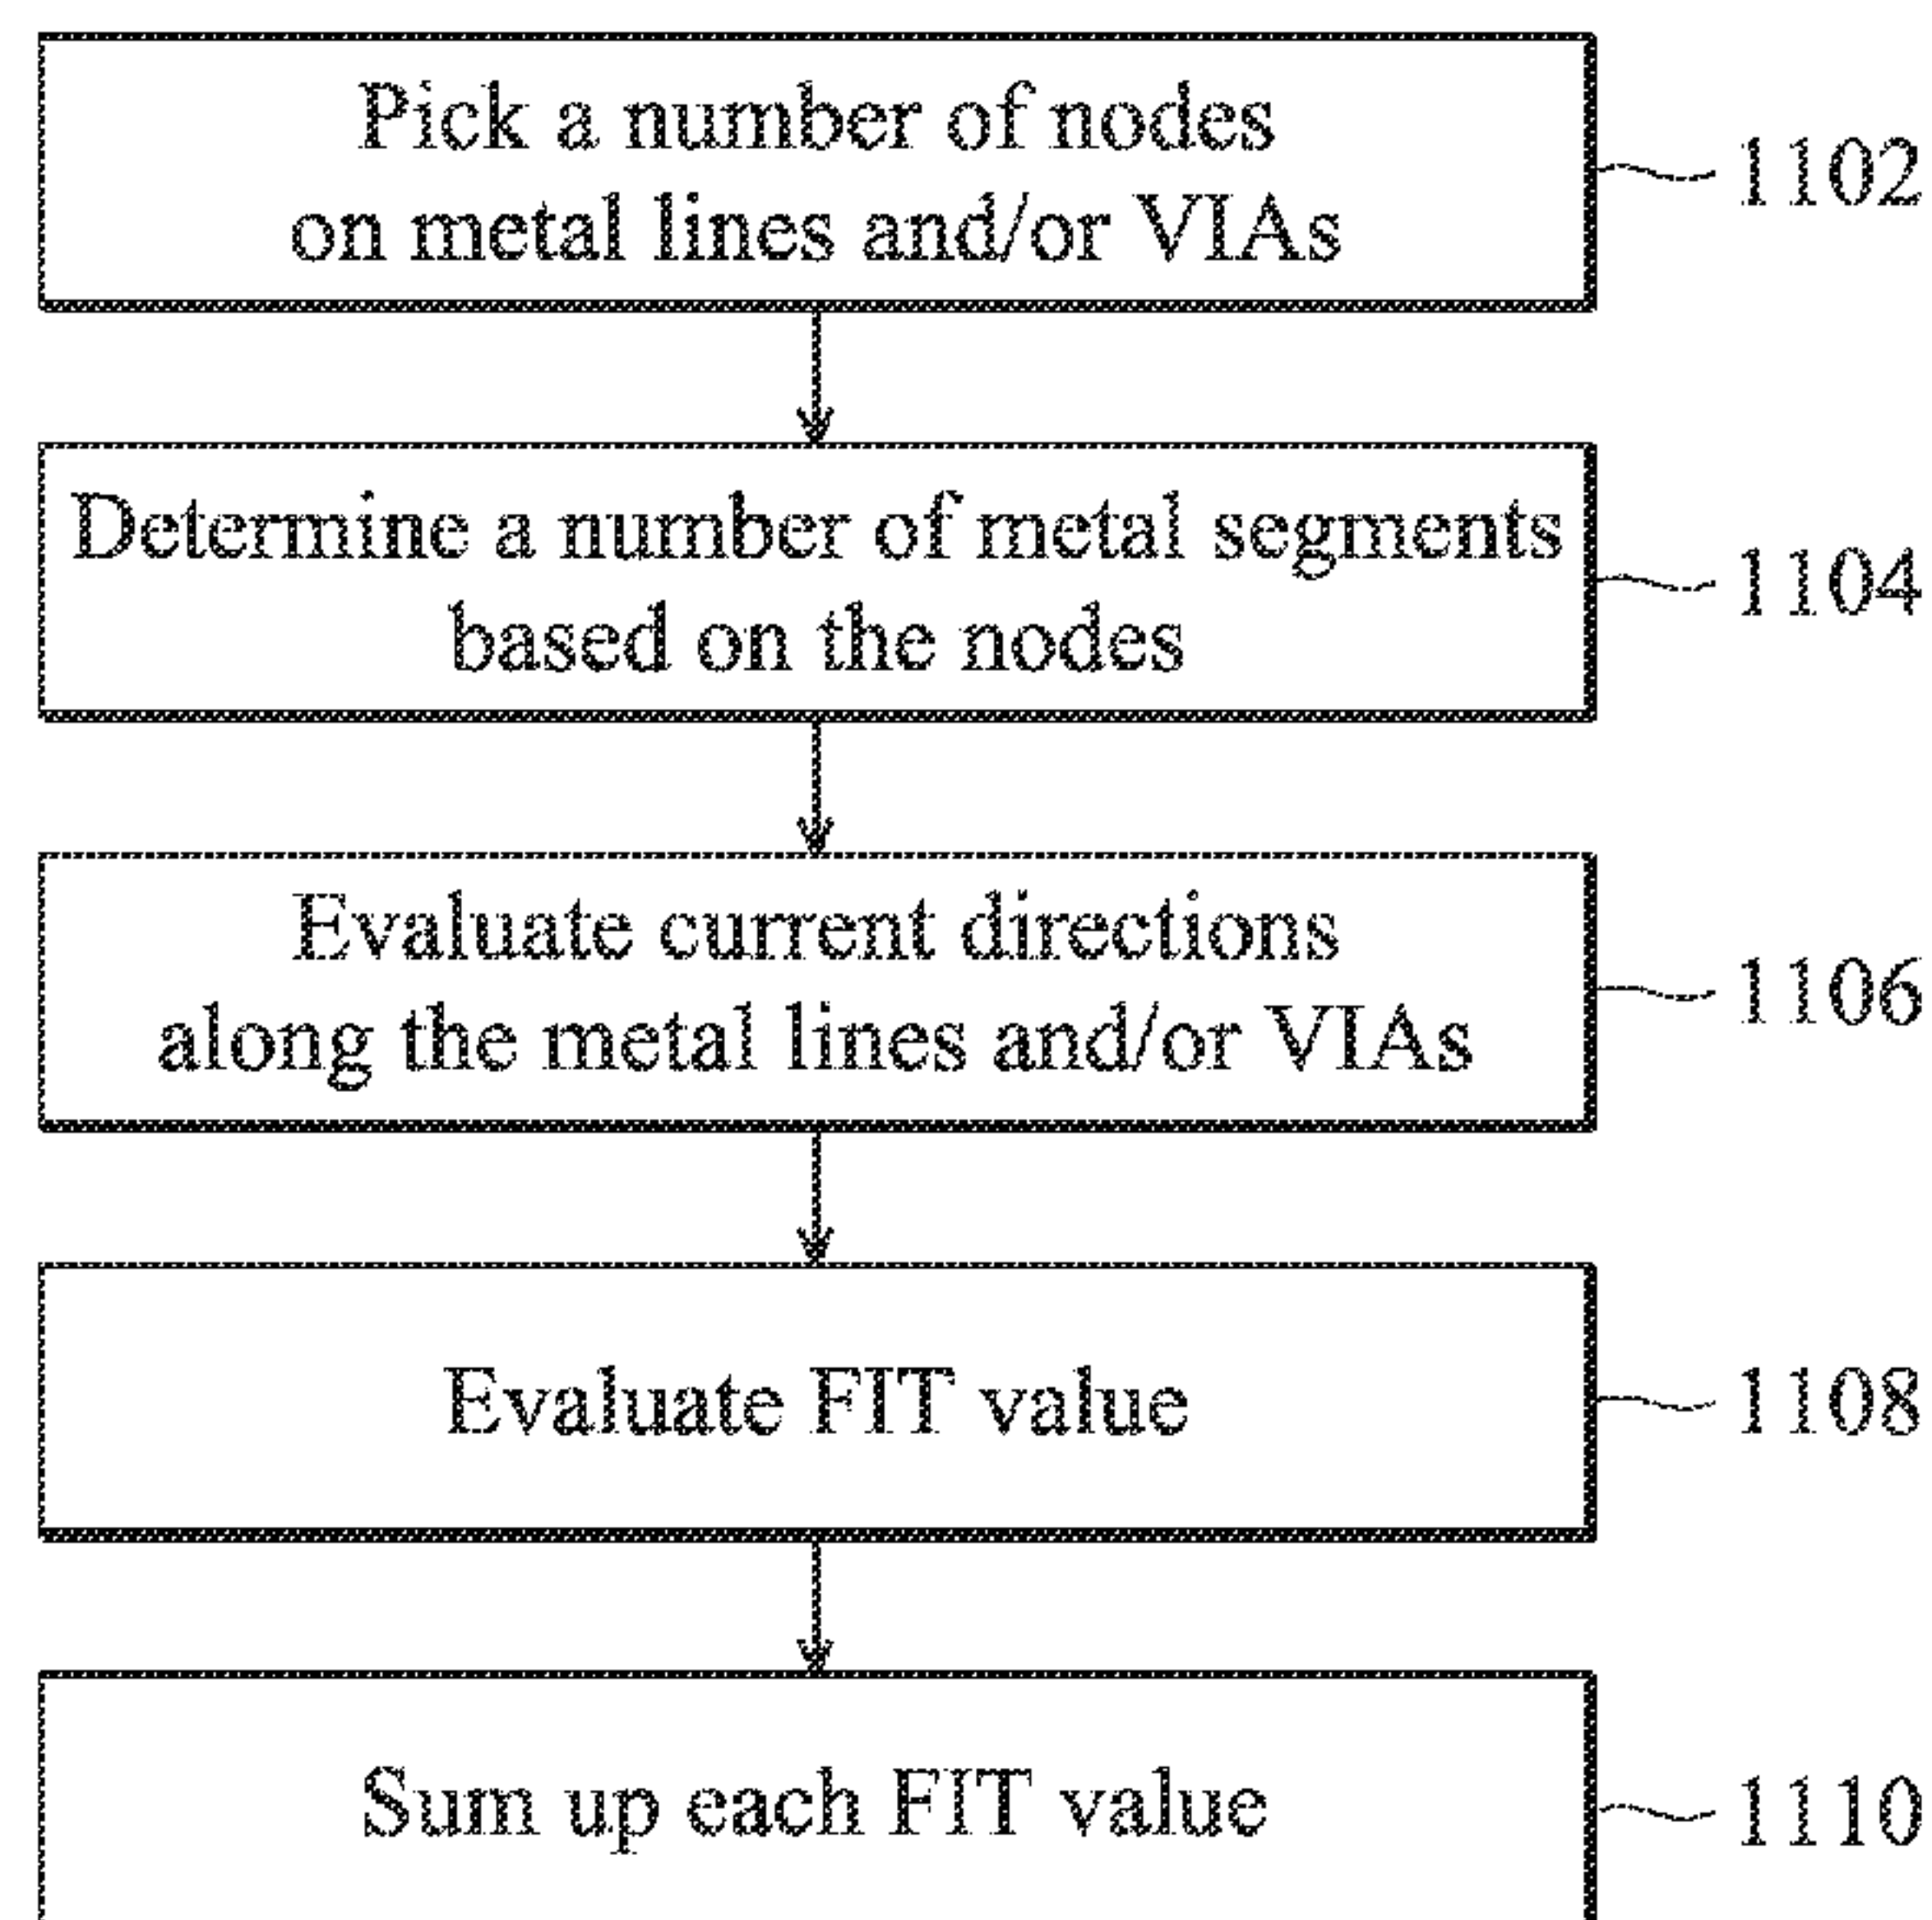 Pick a number of nodes
on metal lines and/or VIAs
1102
Determine a number of metal segments
based on the nodes
1104
Evaluate current directions
along the metal lines and/or VIAs
1106
Evaluate FIT value
1108
Sum up each FIT value
1110